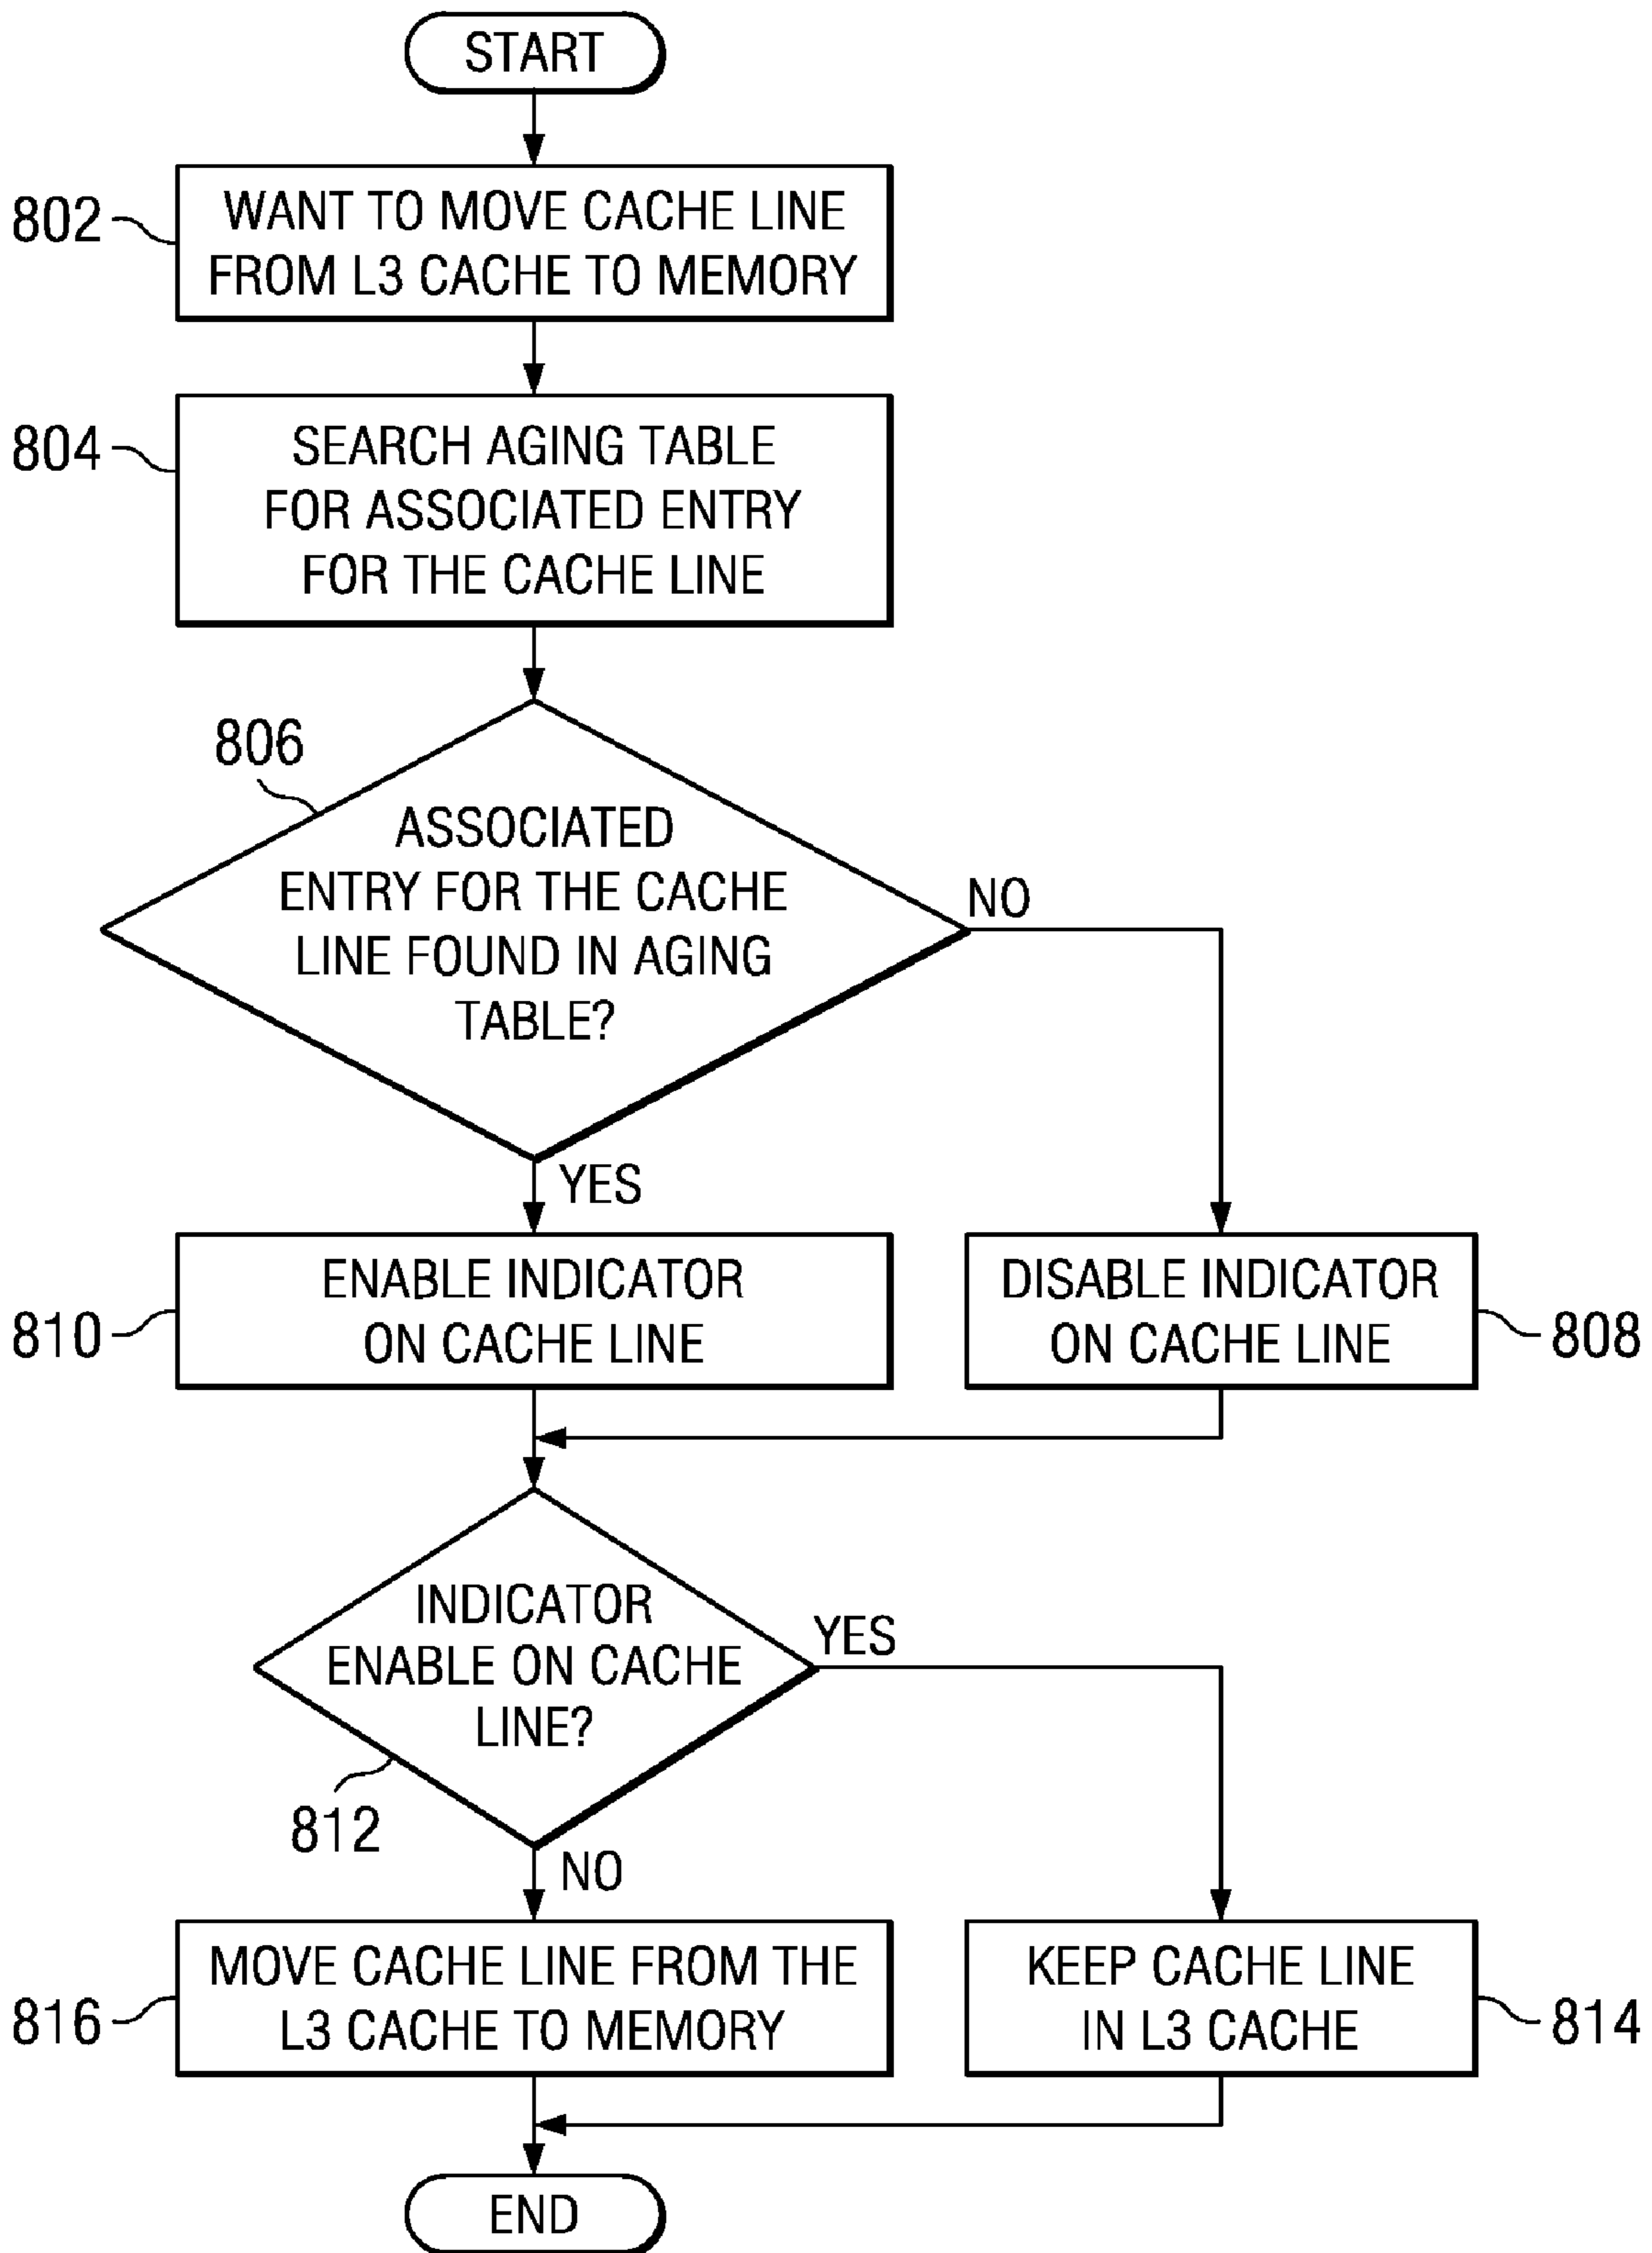 START
802
WANT TO MOVE CACHE LINE
FROM L3 CACHE TO MEMORY
804
SEARCH AGING TABLE
FOR ASSOCIATED ENTRY
FOR THE CACHE LINE
806
ASSOCIATED
ENTRY FOR THE CACHE
LINE FOUND IN AGING
TABLE?
NO
YES
810
ENABLE INDICATOR
ON CACHE LINE
DISABLE INDICATOR
ON CACHE LINE
808
INDICATOR
ENABLE ON CACHE
LINE?
YES
812
NO
816
MOVE CACHE LINE FROM THE
L3 CACHE TO MEMORY
KEEP CACHE LINE
IN L3 CACHE
814
END